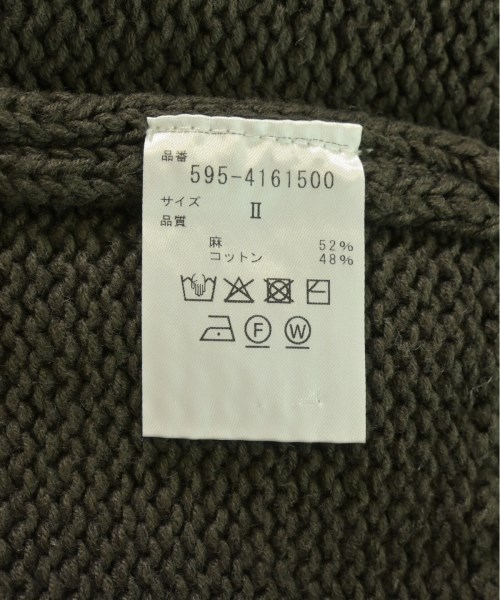 品番
595-4161500
サイズ II
品質
麻 52%
コットン 48%
F W